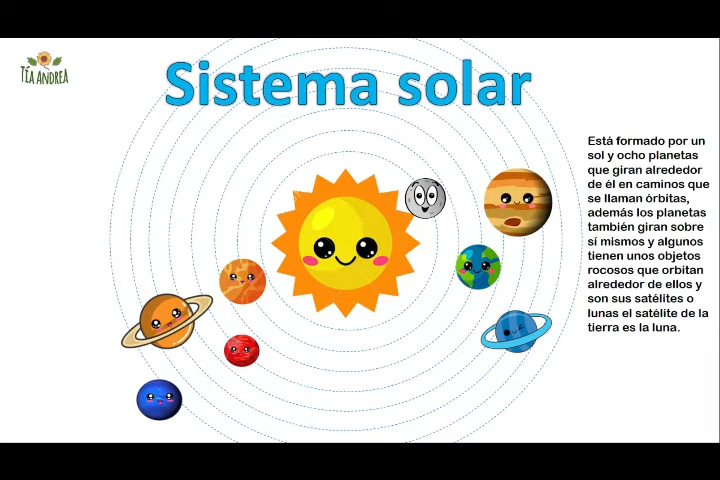 TÍA ANDREA
Sistema solar
Está formado por un
sol y ocho planetas
que giran alrededor
de él en caminos que
se llaman órbitas,
además los planetas
también giran sobre
sí mismos y algunos
tienen unos objetos
rocosos que orbitan
alrededor de ellos y
son sus satélites o
lunas el satélite de la
tierra es la luna.